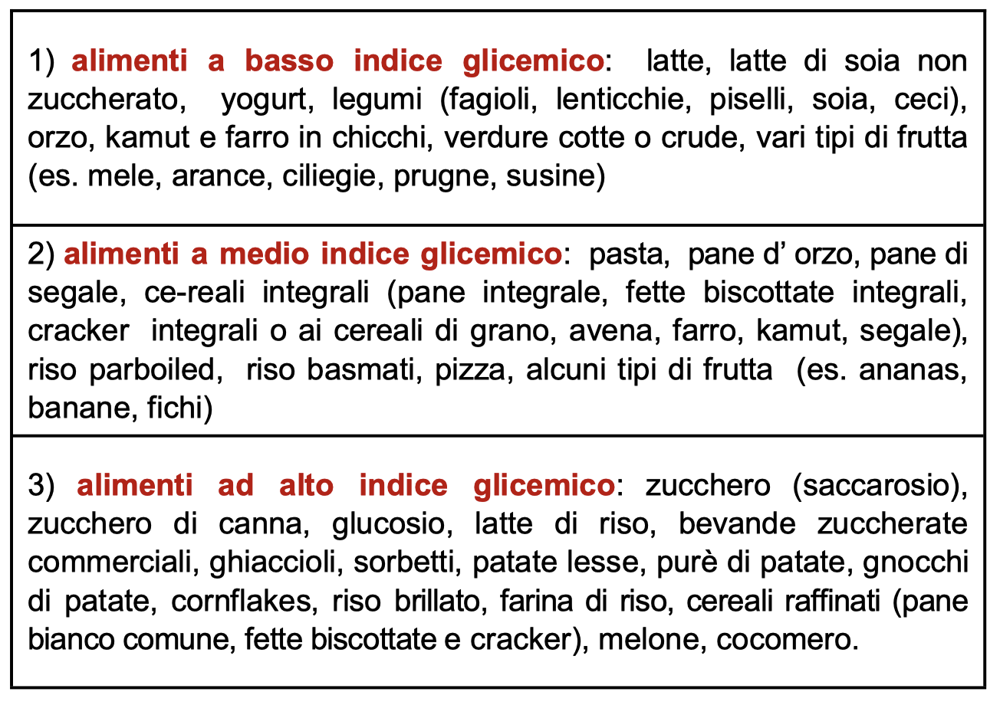 1) alimenti a basso indice glicemico: latte, latte di soia non
zuccherato, yogurt, legumi (fagioli, lenticchie, piselli, soia, ceci),
orzo, kamut e farro in chicchi, verdure cotte o crude, vari tipi di frutta
(es. mele, arance, ciliegie, prugne, susine)
2) alimenti a medio indice glicemico: pasta, pane d’ orzo, pane di
segale, ce-reali integrali (pane integrale, fette biscottate integrali,
cracker integrali o ai cereali di grano, avena, farro, kamut, segale),
riso parboiled, riso basmati, pizza, alcuni tipi di frutta (es. ananas,
banane, fichi)
3) alimenti ad alto indice glicemico: zucchero (saccarosio),
zucchero di canna, glucosio, latte di riso, bevande zuccherate
commerciali, ghiaccioli, sorbetti, patate lesse, purè di patate, gnocchi
di patate, cornflakes, riso brillato, farina di riso, cereali raffinati (pane
bianco comune, fette biscottate e cracker), melone, cocomero.